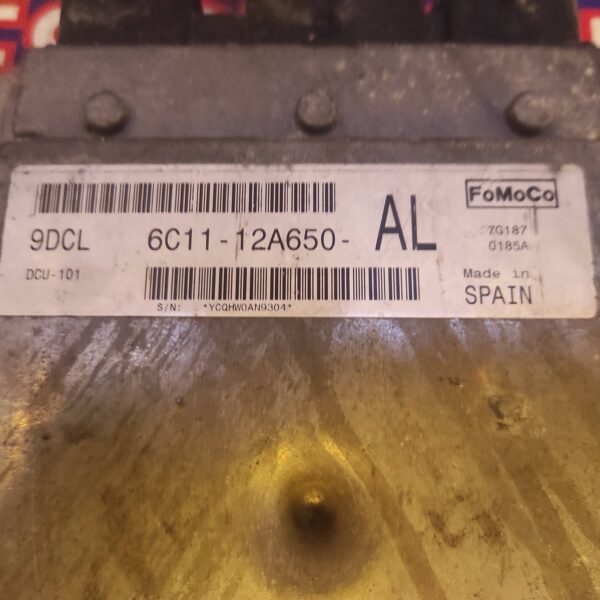 FoMoCo
9DCL 6C11-12A650- AL
7G187
0185A
DCU-101
Made in
SPAIN
S/N: *YCQHW0AN9304*